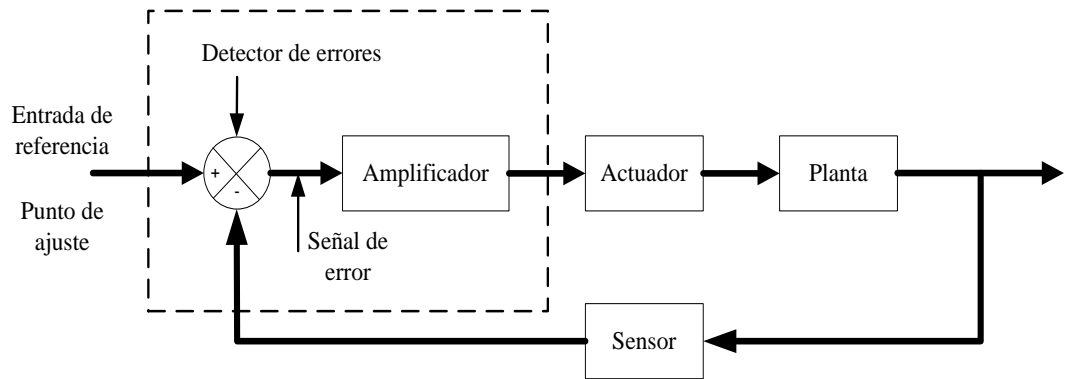 Detector de errores
Entrada de
referencia
+
-
Amplificador
Actuador
Planta
Punto de
ajuste
Señal de
error
Sensor